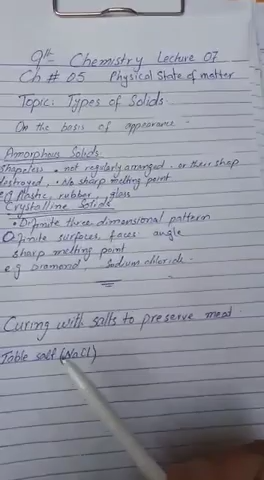 9th Chemistry Lecture 07
Ch # 05 Physical State of matter
Topic: Types of Solids
On the basis of appearance
Amorphous Solids
shapeless • not regularly arranged or their shap
destroyed, • No sharp melting point
e.g Plastic, rubber, glass
Crystalline Solids
• Definite three dimensional pattern
Definite surfaces, faces angle
sharp melting point
e.g Diamond, Sodium chloride.
Curing with salts to preserve meat.
Table salt (NaCl)